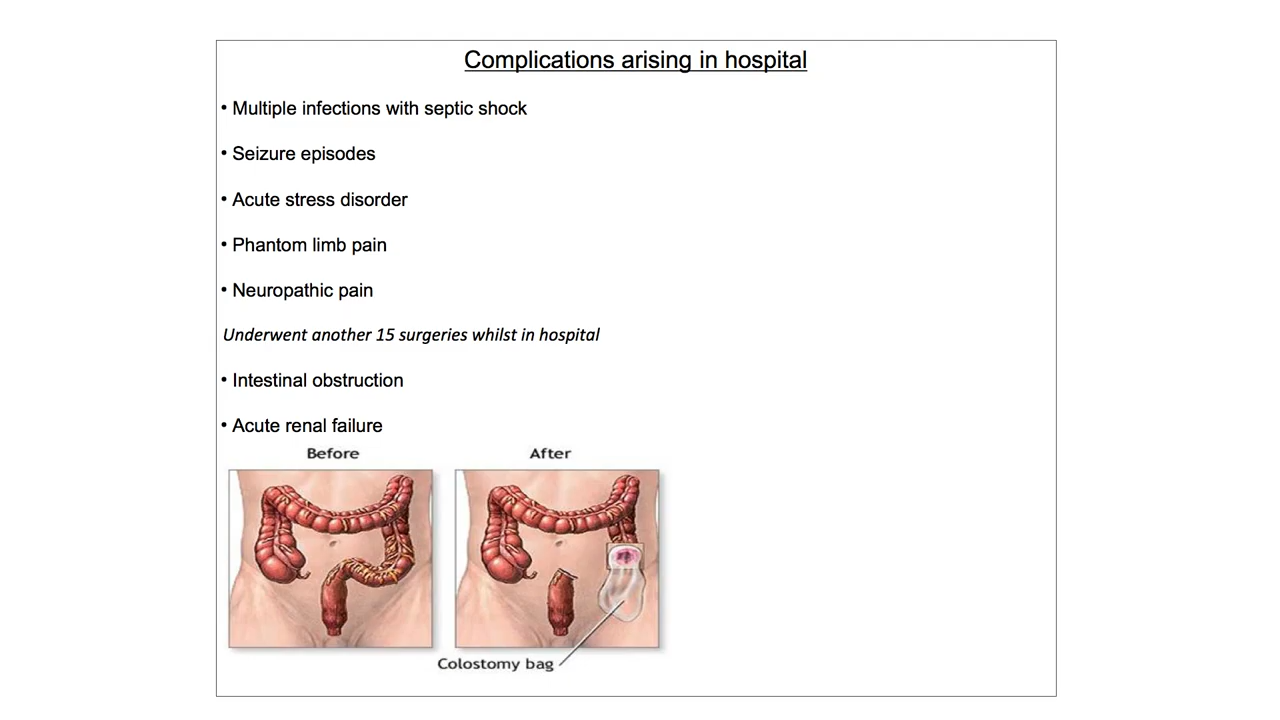 Complications arising in hospital
• Multiple infections with septic shock
• Seizure episodes
• Acute stress disorder
• Phantom limb pain
• Neuropathic pain
Underwent another 15 surgeries whilst in hospital
• Intestinal obstruction
• Acute renal failure
Before After
Colostomy bag